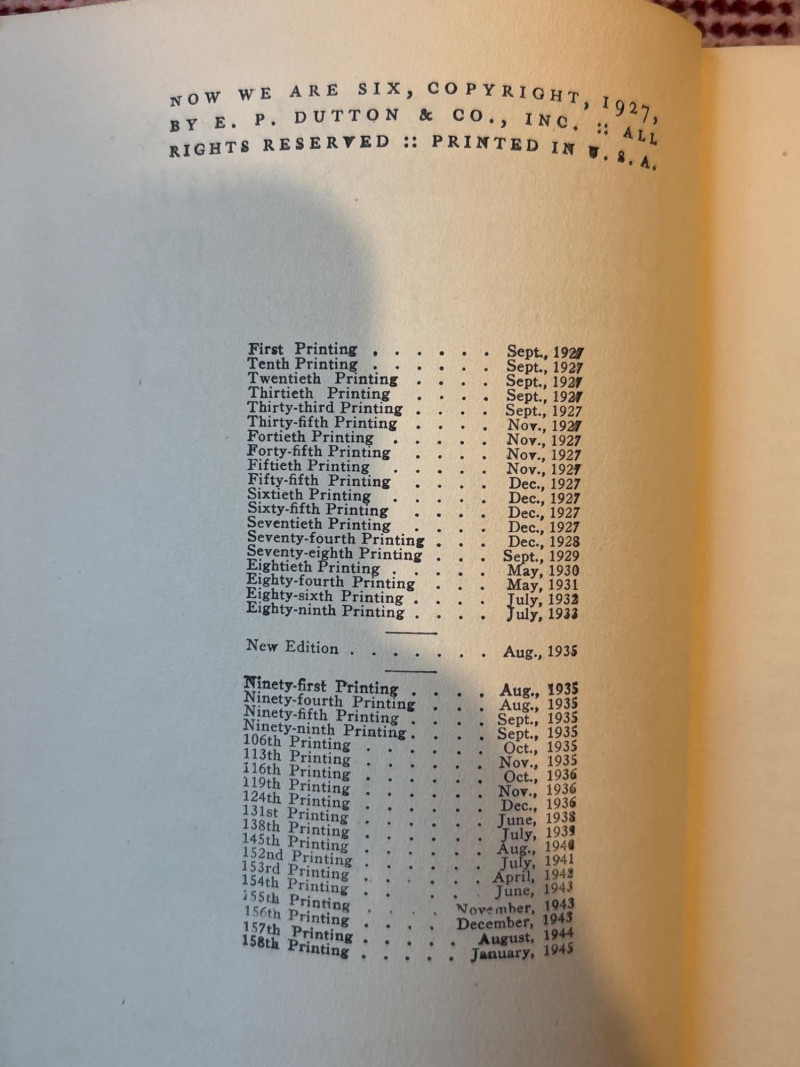 NOW WE ARE SIX, COPYRIGHT, 1927,
BY E. P. DUTTON & CO., INC. :: ALL
RIGHTS RESERVED :: PRINTED IN U. S. A.
First Printing . . . . . . Sept., 1927
Tenth Printing . . . . . . Sept., 1927
Twentieth Printing . . . . Sept., 1927
Thirtieth Printing . . . . Sept., 1927
Thirty-third Printing . . . . Sept., 1927
Thirty-fifth Printing . . . . Nov., 1927
Fortieth Printing . . . . . Nov., 1927
Forty-fifth Printing . . . . Nov., 1927
Fiftieth Printing . . . . . Nov., 1927
Fifty-fifth Printing . . . . Dec., 1927
Sixtieth Printing . . . . . Dec., 1927
Sixty-fifth Printing . . . . Dec., 1927
Seventieth Printing . . . . Dec., 1927
Seventy-fourth Printing . . . Dec., 1928
Seventy-eighth Printing . . . Sept., 1929
Eightieth Printing . . . . . May, 1930
Eighty-fourth Printing . . . May, 1931
Eighty-sixth Printing . . . . July, 1932
Eighty-ninth Printing . . . . July, 1933
New Edition . . . . . . . Aug., 1935
Ninety-first Printing . . . . Aug., 1935
Ninety-fourth Printing . . . Aug., 1935
Ninety-fifth Printing . . . . Sept., 1935
Ninety-ninth Printing . . . . Sept., 1935
106th Printing . . . . . . Oct., 1935
113th Printing . . . . . . Nov., 1935
116th Printing . . . . . . Oct., 1936
119th Printing . . . . . . Nov., 1936
124th Printing . . . . . . Dec., 1936
131st Printing . . . . . . June, 1938
138th Printing . . . . . . July, 1939
145th Printing . . . . . . Aug., 1940
152nd Printing . . . . . . July, 1941
153rd Printing . . . . . . April, 1942
154th Printing . . . . June, 1943
155th Printing . . . . November, 1943
156th Printing . . . . December, 1943
157th Printing . . . . . August, 1944
158th Printing . . . . . January, 1945